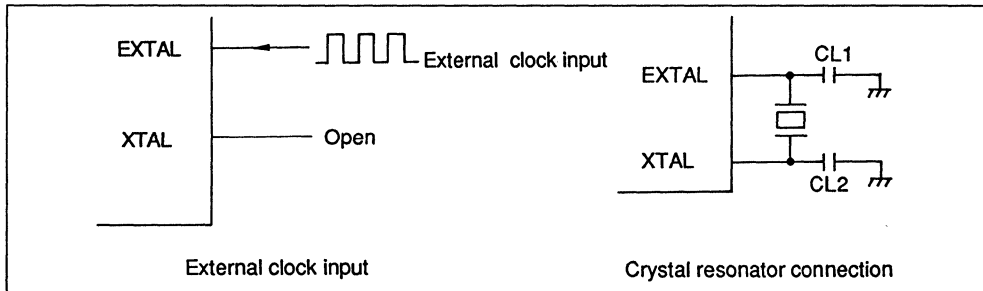 EXTAL
External clock input
XTAL
Open
External clock input
CL1
EXTAL
XTAL
CL2
Crystal resonator connection